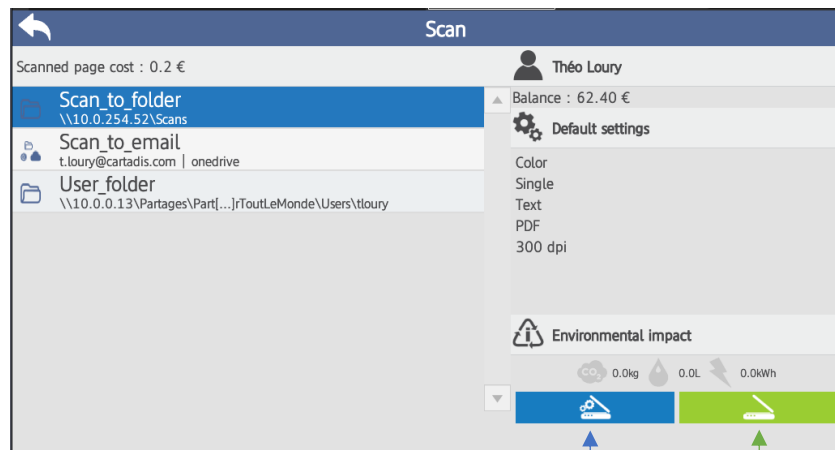 Scan
Scanned page cost : 0.2 €
Scan_to_folder
\\10.0.254.52\Scans
Scan_to_email
t.loury@cartadis.com | onedrive
User_folder
\\10.0.0.13\Partages\Part[...]rToutLeMonde\Users\tloury
Théo Loury
Balance : 62.40 €
Default settings
Color
Single
Text
PDF
300 dpi
Environmental impact
CO₂ 0.0kg 0.0L 0.0kWh